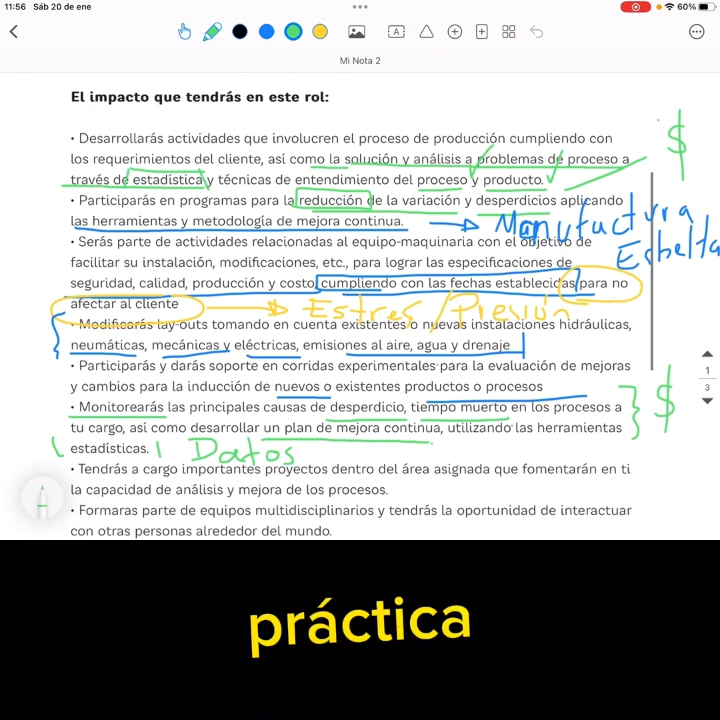 11:56 Sáb 20 de ene
60%
Mi Nota 2
El impacto que tendrás en este rol:
$
• Desarrollarás actividades que involucren el proceso de producción cumpliendo con
los requerimientos del cliente, así como la solución y análisis a problemas de proceso a
través de estadística y técnicas de entendimiento del proceso y producto.
• Participarás en programas para la reducción de la variación y desperdicios aplicando
las herramientas y metodología de mejora continua.
Manufactura
Esbelta
• Serás parte de actividades relacionadas al equipo-maquinaria con el objetivo de
facilitar su instalación, modificaciones, etc., para lograr las especificaciones de
seguridad, calidad, producción y costo, cumpliendo con las fechas establecidas para no
afectar al cliente
Estres/Presión
• Modificarás lay-outs tomando en cuenta existentes o nuevas instalaciones hidráulicas,
neumáticas, mecánicas y eléctricas, emisiones al aire, agua y drenaje
• Participarás y darás soporte en corridas experimentales para la evaluación de mejoras
y cambios para la inducción de nuevos o existentes productos o procesos
• Monitorearás las principales causas de desperdicio, tiempo muerto en los procesos a
tu cargo, así como desarrollar un plan de mejora continua, utilizando las herramientas
estadísticas.
$
Datos
• Tendrás a cargo importantes proyectos dentro del área asignada que fomentarán en ti
la capacidad de análisis y mejora de los procesos.
• Formaras parte de equipos multidisciplinarios y tendrás la oportunidad de interactuar
con otras personas alrededor del mundo.
1
3
práctica